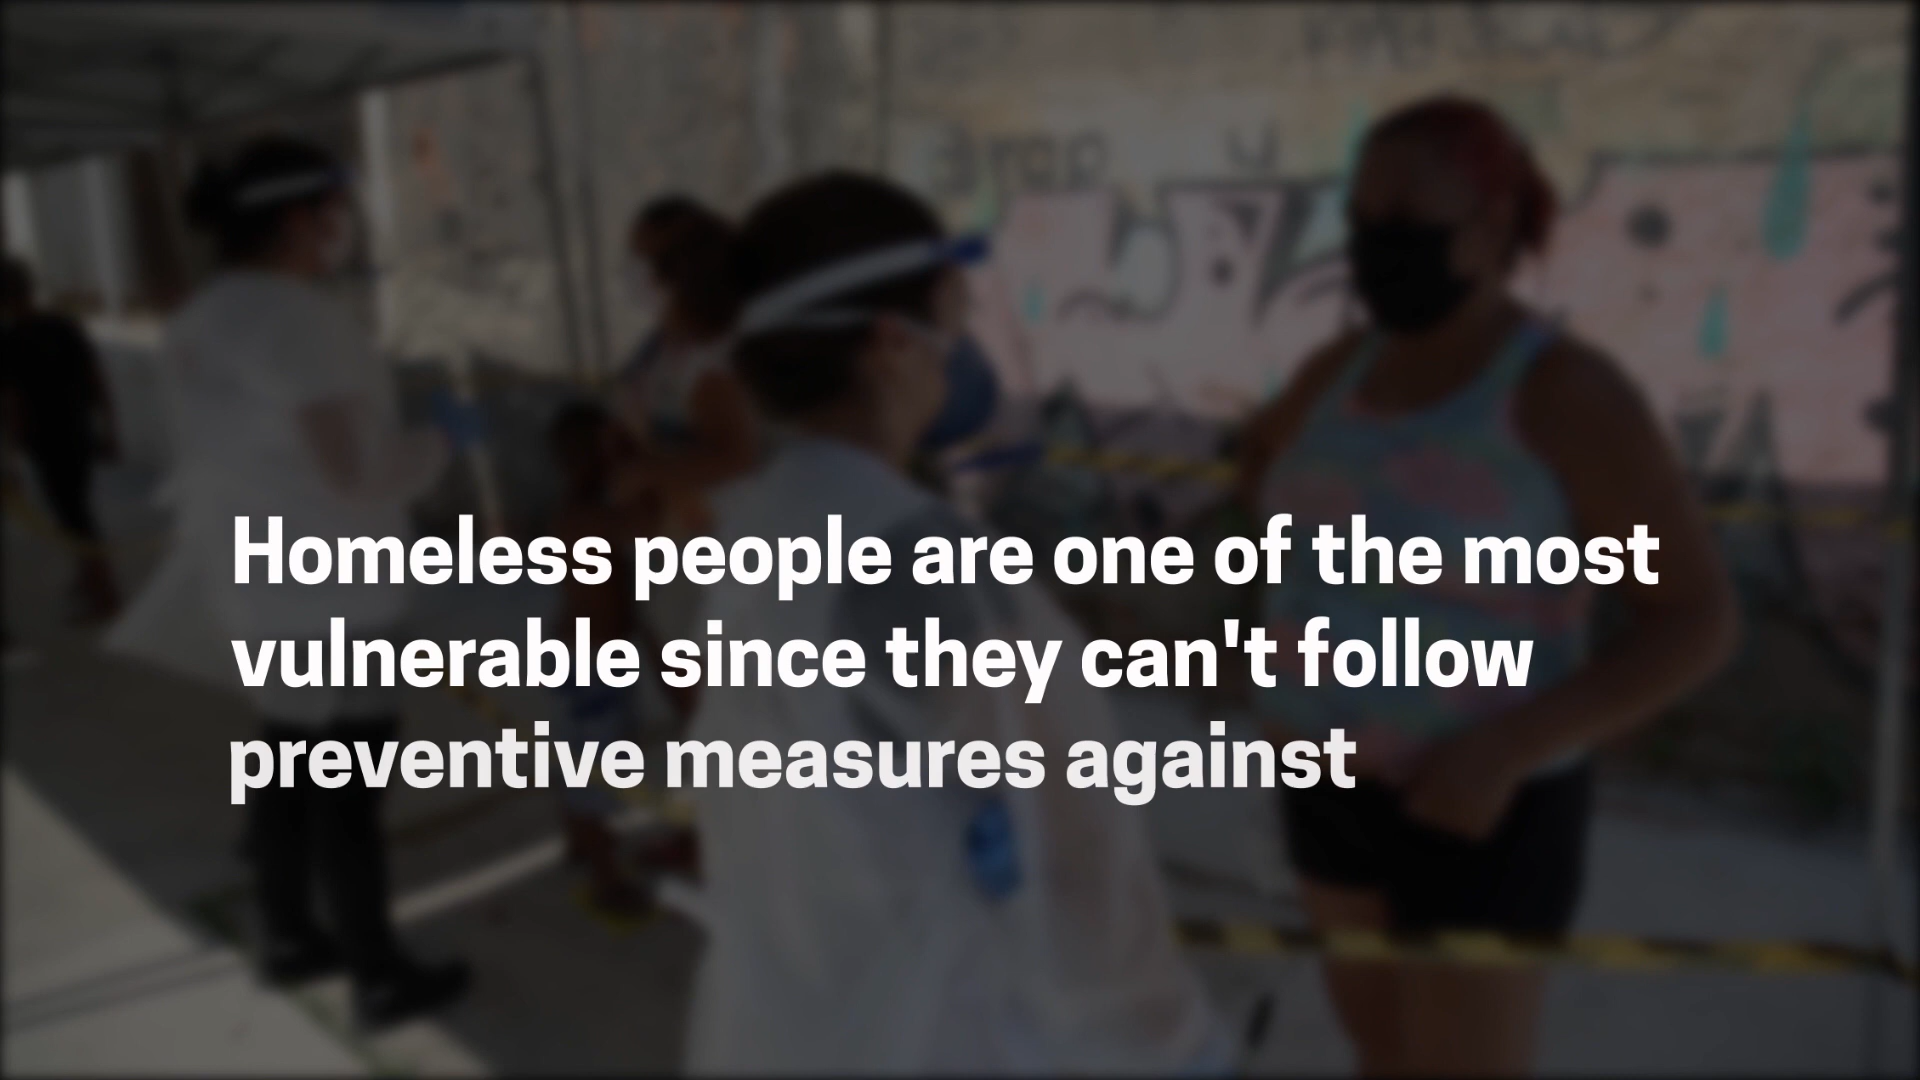 Homeless people are one of the most
vulnerable since they can't follow
preventive measures against